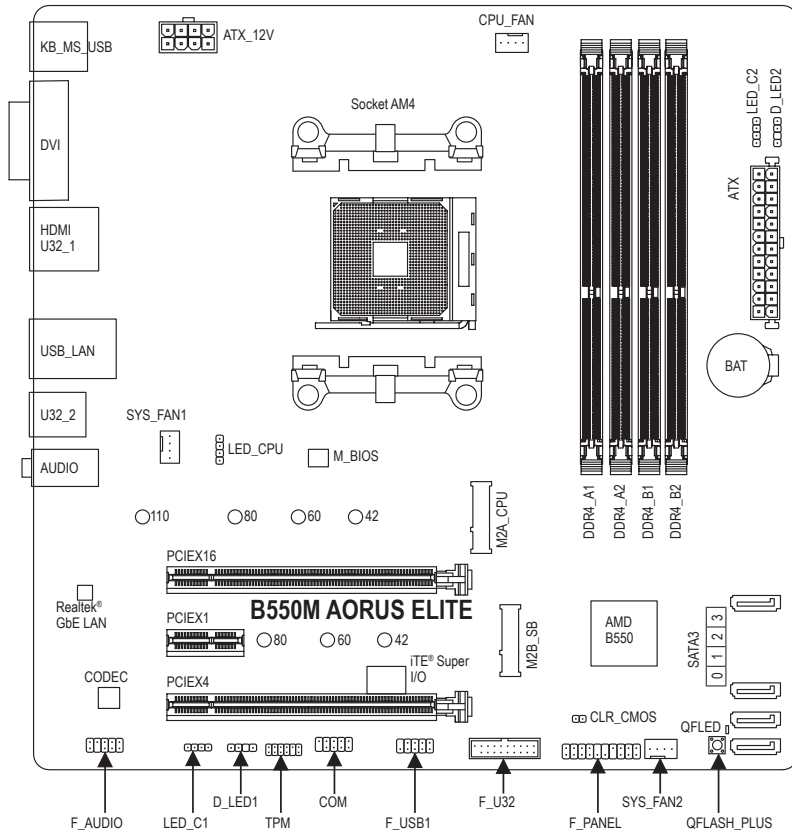 KB_MS_USB
ATX_12V
CPU_FAN
LED_C2
D_LED2
DVI
Socket AM4
ATX
HDMI
U32_1
USB_LAN
BAT
U32_2
SYS_FAN1
LED_CPU
M_BIOS
AUDIO
DDR4_A1
DDR4_A2
DDR4_B1
DDR4_B2
110
80
60
42
M2A_CPU
PCIEX16
Realtek®
GbE LAN
B550M AORUS ELITE
PCIEX1
80
60
42
M2B_SB
AMD
B550
SATA3
0 1 2 3
iTE® Super
I/O
CODEC
PCIEX4
CLR_CMOS
QFLED
F_AUDIO
LED_C1
D_LED1
TPM
COM
F_USB1
F_U32
F_PANEL
SYS_FAN2
QFLASH_PLUS